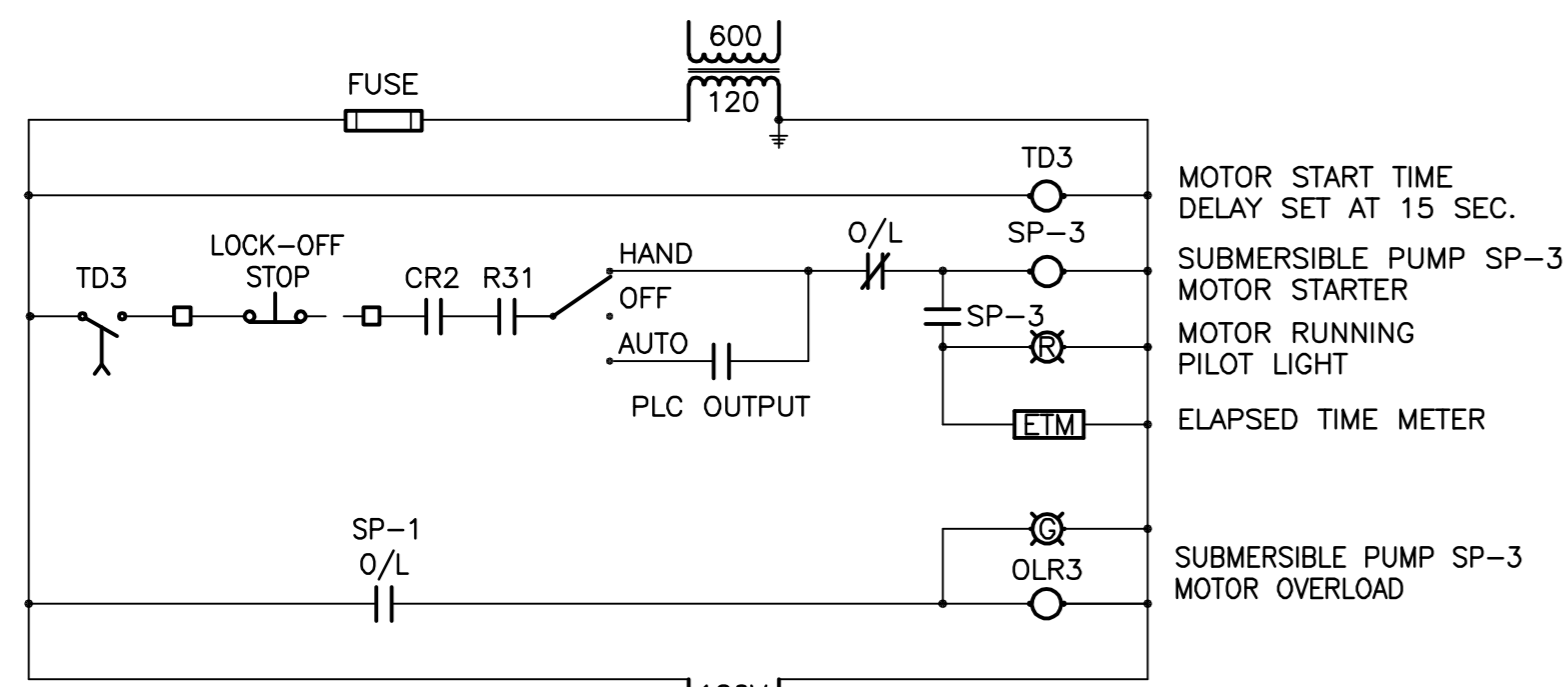 600
FUSE
120
TD3
MOTOR START TIME
DELAY SET AT 15 SEC.
LOCK-OFF
STOP
TD3
CR2
R31
HAND
OFF
AUTO
PLC OUTPUT
O/L
SP-3
SUBMERSIBLE PUMP SP-3
MOTOR STARTER
SP-3
R
MOTOR RUNNING
PILOT LIGHT
ETM
ELAPSED TIME METER
SP-1
O/L
G
OLR3
SUBMERSIBLE PUMP SP-3
MOTOR OVERLOAD